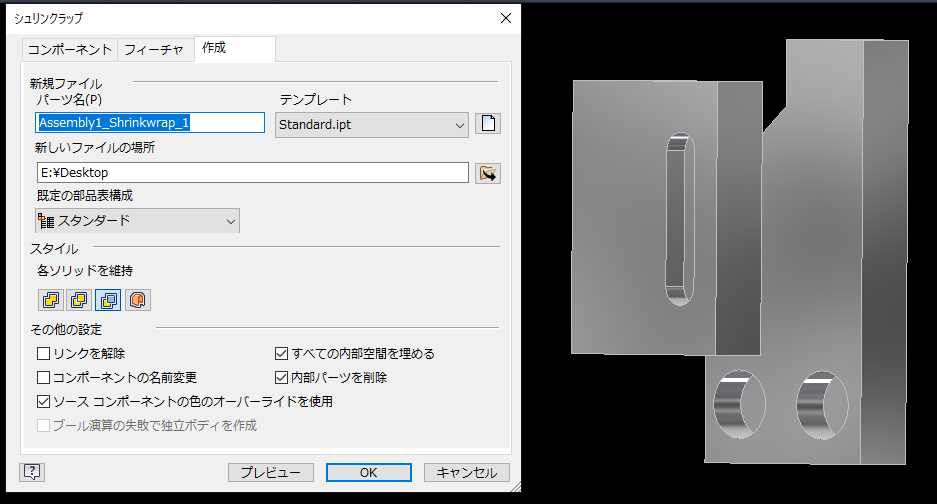 シュリンクラップ
コンポーネント フィーチャ 作成
新規ファイル
パーツ名(P) テンプレート
Assembly1_Shrinkwrap_1 Standard.ipt
新しいファイルの場所
E:¥Desktop
既定の部品表構成
スタンダード
スタイル
各ソリッドを維持
その他の設定
リンクを解除 すべての内部空間を埋める
コンポーネントの名前変更 内部パーツを削除
ソース コンポーネントの色のオーバーライドを使用
ブール演算の失敗で独立ボディを作成
? プレビュー OK キャンセル